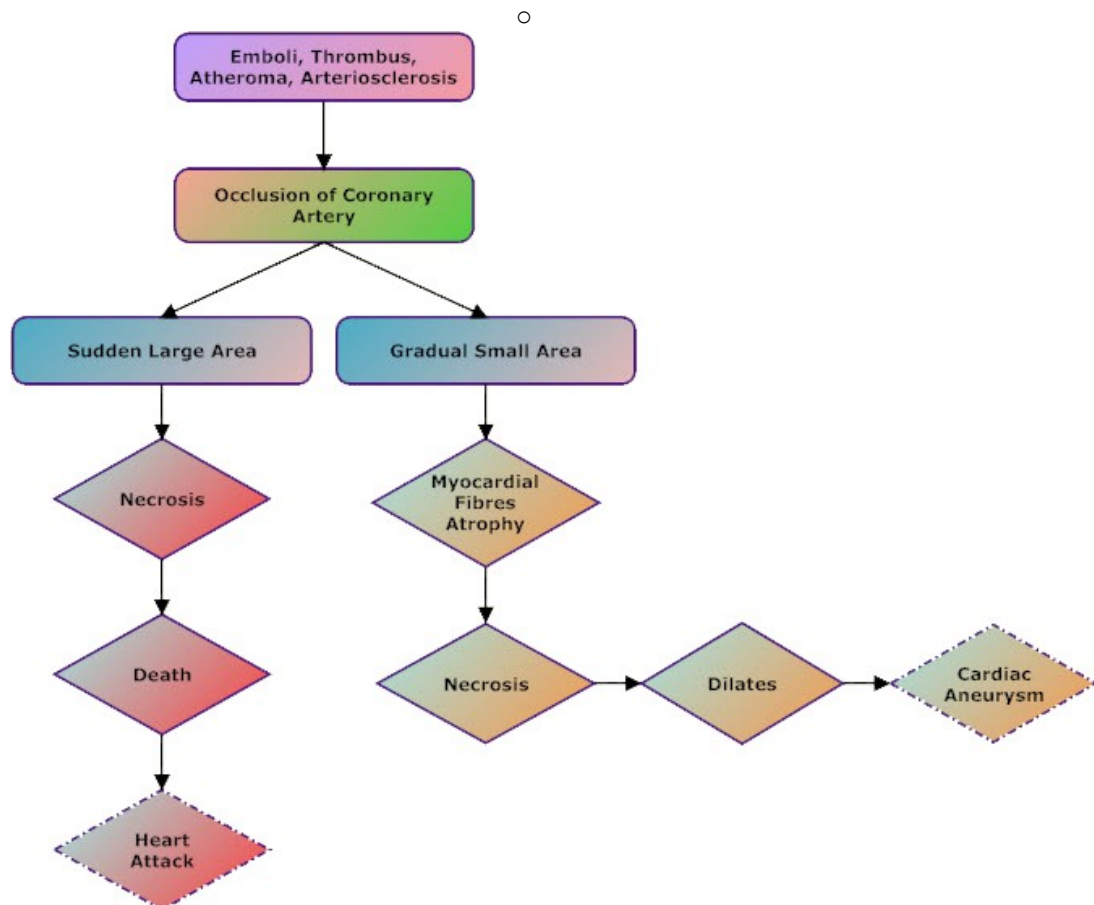 Emboli, Thrombus,
Atheroma, Arteriosclerosis
Occlusion of Coronary
Artery
Sudden Large Area
Gradual Small Area
Necrosis
Myocardial
Fibres
Atrophy
Death
Necrosis
Dilates
Cardiac
Aneurysm
Heart
Attack